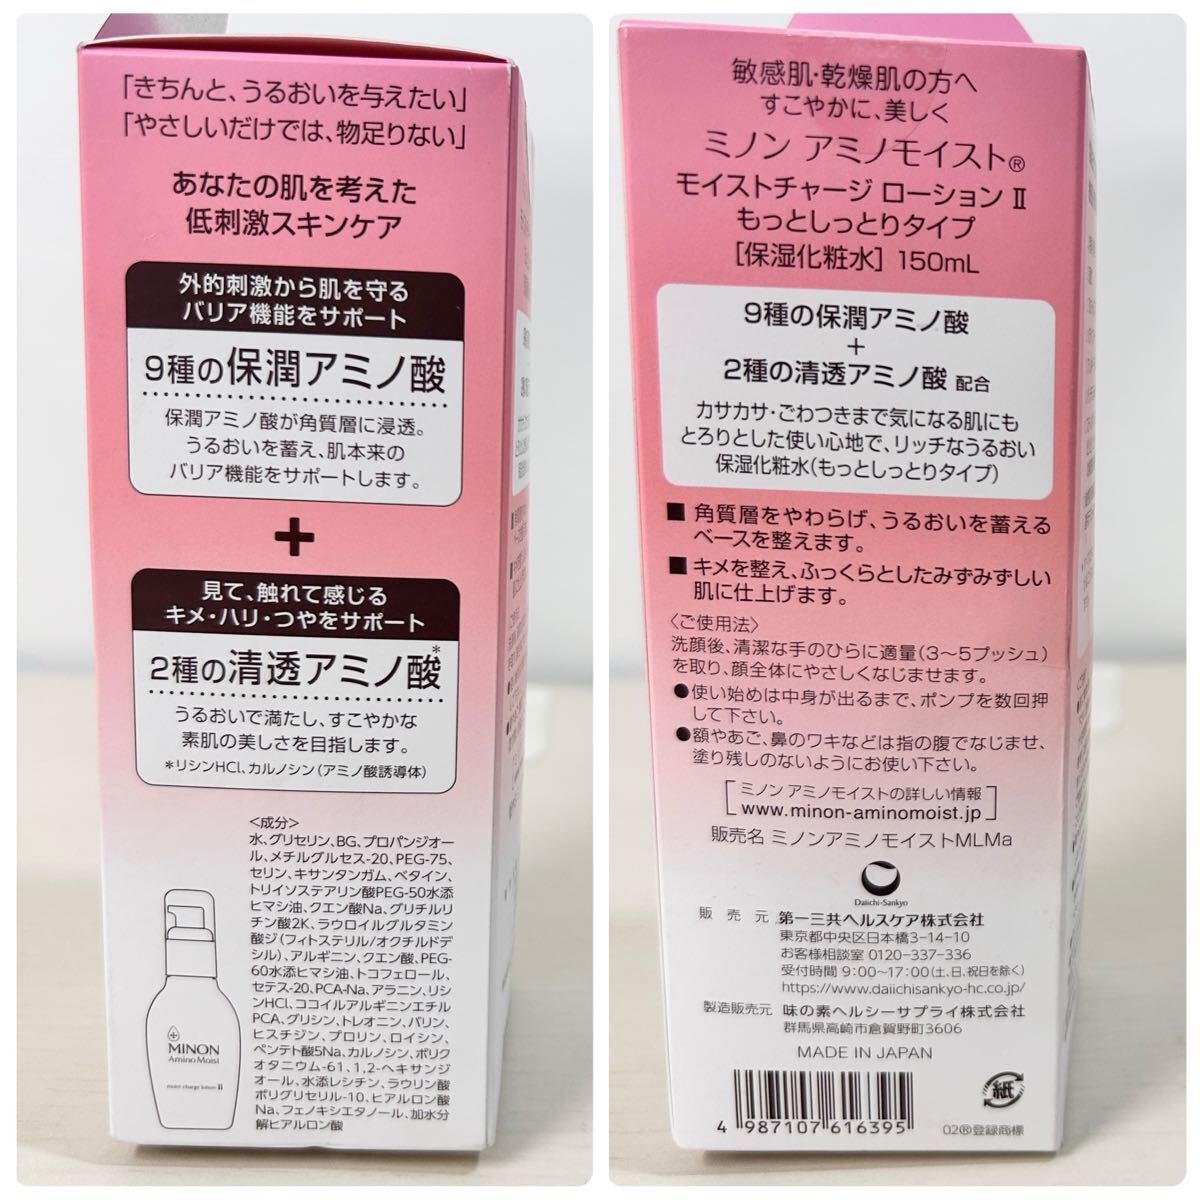 「きちんと、うるおいを与えたい」
「やさしいだけでは、物足りない」
あなたの肌を考えた
低刺激スキンケア
外的刺激から肌を守る
バリア機能をサポート
9種の保潤アミノ酸
保潤アミノ酸が角質層に浸透。
うるおいを蓄え、肌本来の
バリア機能をサポートします。
+
見て、触れて感じる
キメ・ハリ・つやをサポート
2種の清透アミノ酸*
うるおいで満たし、すこやかな
素肌の美しさを目指します。
*リシンHCl、カルノシン(アミノ酸誘導体)
<成分>
水、グリセリン、BG、プロパンジオー
ル、メチルグルセス-20、PEG-75、
セリン、キサンタンガム、ベタイン、
トリイソステアリン酸PEG-50水添
ヒマシ油、クエン酸Na、グリチルリ
チン酸2K、ラウロイルグルタミン
酸ジ(フィトステリル/オクチルドデ
シル)、アルギニン、クエン酸、PEG-
60水添ヒマシ油、トコフェロール、
セテス-20、PCA-Na、アラニン、リシ
ンHCl、ココイルアルギニンエチル
PCA、グリシン、トレオニン、バリン、
ヒスチジン、プロリン、ロイシン、
ペンテト酸5Na、カルノシン、ポリク
オタニウム-61、1,2-ヘキサンジ
オール、水添レシチン、ラウリン酸
ポリグリセリル-10、ヒアルロン酸
Na、フェノキシエタノール、加水分
解ヒアルロン酸
MINON
Amino Moist
moist charge lotion II
敏感肌・乾燥肌の方へ
すこやかに、美しく
ミノン アミノモイスト®
モイストチャージ ローション II
もっとしっとりタイプ
[保湿化粧水] 150mL
9種の保潤アミノ酸
+
2種の清透アミノ酸 配合
カサカサ・ごわつきまで気になる肌にも
とろりとした使い心地で、リッチなうるおい
保湿化粧水(もっとしっとりタイプ)
■ 角質層をやわらげ、うるおいを蓄える
ベースを整えます。
■ キメを整え、ふっくらとしたみずみずしい
肌に仕上げます。
〈ご使用法〉
洗顔後、清潔な手のひらに適量(3〜5プッシュ)
を取り、顔全体にやさしくなじませます。
●使い始めは中身が出るまで、ポンプを数回押
して下さい。
●額やあご、鼻のワキなどは指の腹でなじませ、
塗り残しのないようにお使い下さい。
[ミノン アミノモイストの詳しい情報
www.minon-aminomoist.jp]
販売名 ミノンアミノモイストMLMa
Daiichi-Sankyo
販売元 第一三共ヘルスケア株式会社
東京都中央区日本橋3-14-10
お客様相談室 0120-337-336
受付時間 9:00〜17:00(土、日、祝日を除く)
https://www.daiichisankyo-hc.co.jp/
製造販売元 味の素ヘルシーサプライ株式会社
群馬県高崎市倉賀野町3606
MADE IN JAPAN
紙
4 987107 616395
02®登録商標